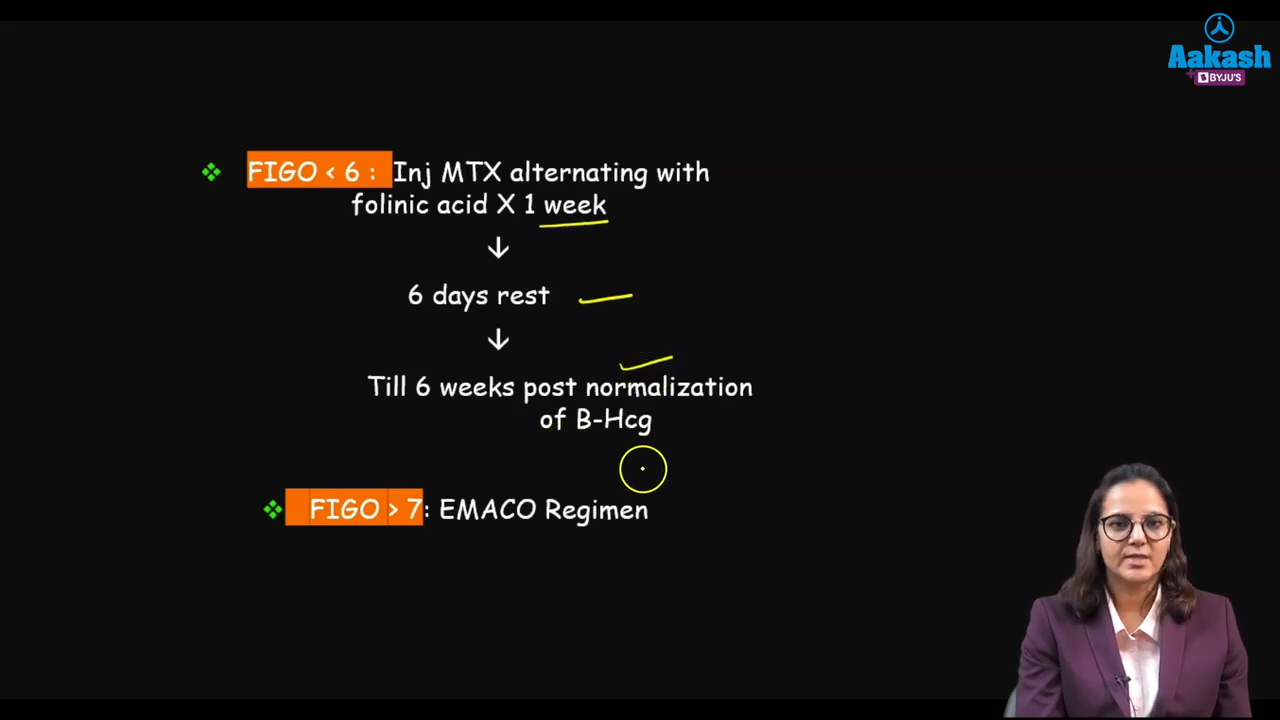 Aakash
+ BYJU'S
❖ FIGO < 6 : Inj MTX alternating with
folinic acid X 1 week
↓
6 days rest
↓
Till 6 weeks post normalization
of B-Hcg
❖ FIGO > 7: EMACO Regimen